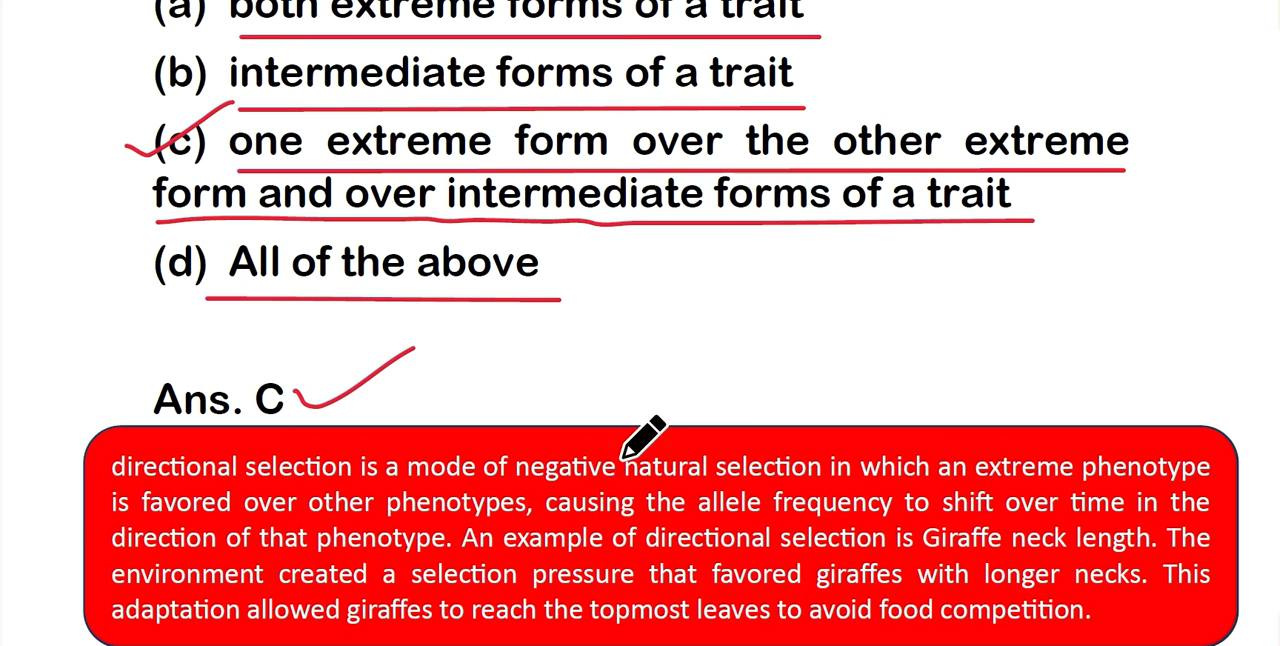 (a) both extreme forms of a trait
(b) intermediate forms of a trait
(c) one extreme form over the other extreme
form and over intermediate forms of a trait
(d) All of the above
Ans. C
directional selection is a mode of negative natural selection in which an extreme phenotype
is favored over other phenotypes, causing the allele frequency to shift over time in the
direction of that phenotype. An example of directional selection is Giraffe neck length. The
environment created a selection pressure that favored giraffes with longer necks. This
adaptation allowed giraffes to reach the topmost leaves to avoid food competition.